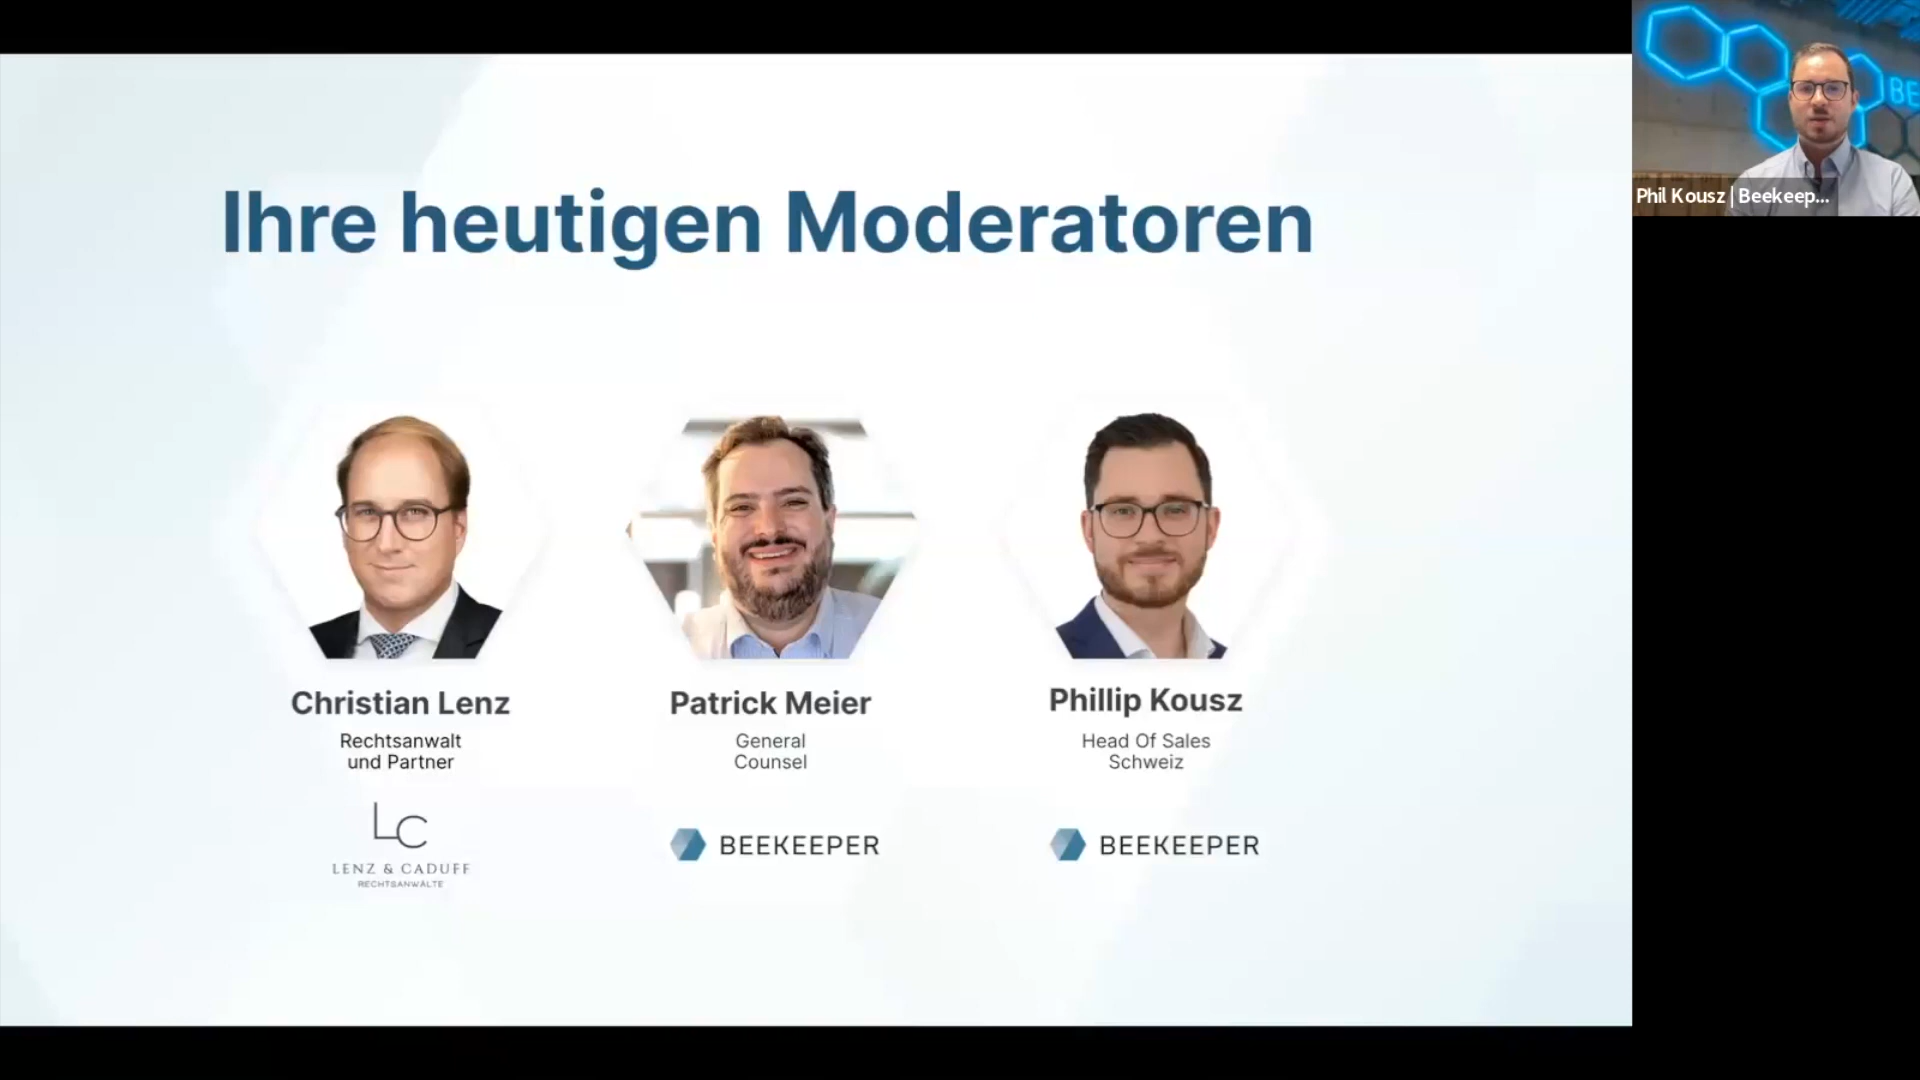 Ihre heutigen Moderatoren
Christian Lenz
Rechtsanwalt
und Partner
LC
LENZ & CADUFF
RECHTSANWÄLTE
Patrick Meier
General
Counsel
BEEKEEPER
Phillip Kousz
Head Of Sales
Schweiz
BEEKEEPER
BE
Phil Kousz | Beekeep...